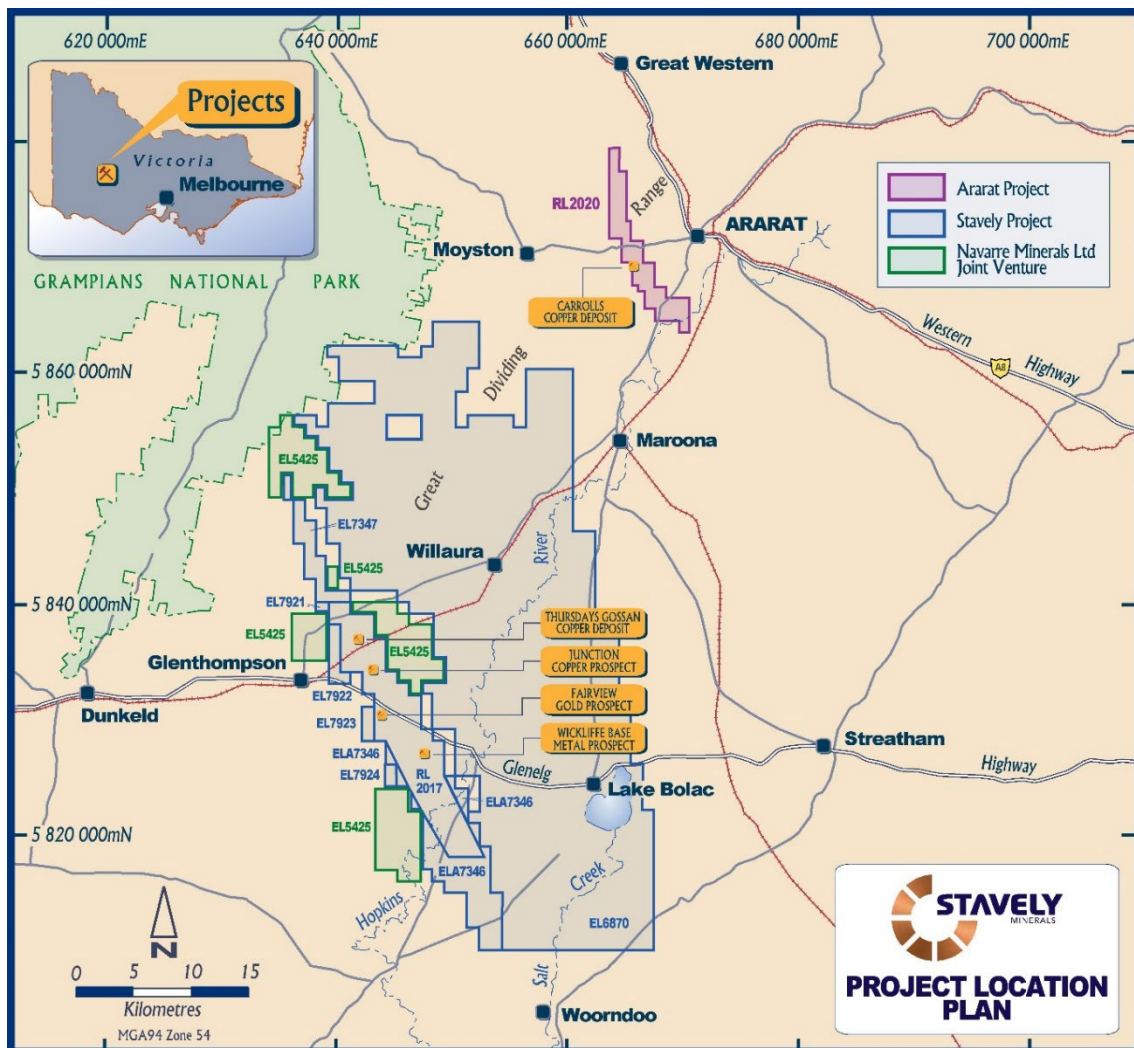 620 000mE
640 000mE
660 000mE
680 000mE
700 000mE
Projects
Victoria
Melbourne
Great Western
Ararat Project
Stavely Project
Navarre Minerals Ltd
Joint Venture
RL2020
Range
ARARAT
Moyston
GRAMPIANS NATIONAL PARK
CARROLLS
COPPER DEPOSIT
Western
Highway
A8
5 860 000mN
Dividing
Maroona
EL5425
Great
EL7347
Willaura
River
EL5425
EL7921
5 840 000mN
THURSDAYS GOSSAN
COPPER DEPOSIT
EL5425
EL5425
JUNCTION
COPPER PROSPECT
Glenthompson
EL7922
FAIRVIEW
GOLD PROSPECT
Dunkeld
EL7923
WICKLIFFE BASE
METAL PROSPECT
Streatham
ELA7346
Glenelg
Highway
EL7924
RL
2017
ELA7346
Lake Bolac
EL5425
5 820 000mN
ELA7346
Creek
Hopkins
EL6870
N
Salt
0 5 10 15
Kilometres
MGA94 Zone 54
Woorndoo
STAVELY
MINERALS
PROJECT LOCATION
PLAN